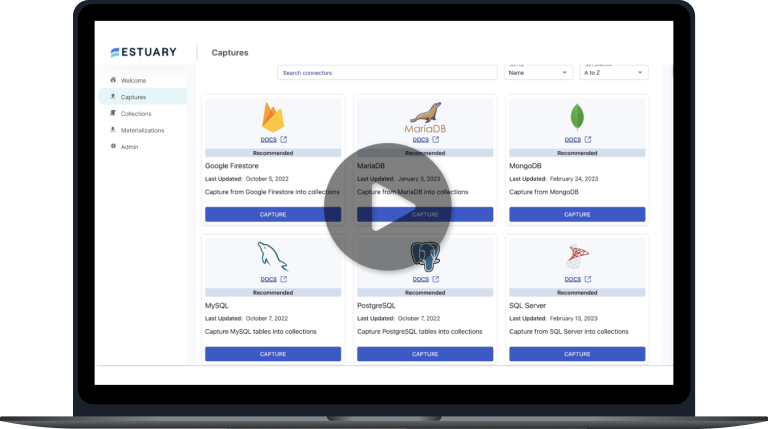 ESTUARY
Captures
Welcome
Captures
Collections
Materializations
Admin
Search connectors
Name
A to Z
DOCS
Recommended
Google Firestore
Last Updated: October 5, 2022
Capture from Google Firestore into collections
CAPTURE
MariaDB
DOCS
Recommended
MariaDB
Last Updated: January 3, 2023
Capture from MariaDB into collections
CAPTURE
DOCS
Recommended
MongoDB
Last Updated: February 24, 2023
Capture from MongoDB
CAPTURE
DOCS
Recommended
MySQL
Last Updated: October 7, 2022
Capture MySQL tables into collections
CAPTURE
DOCS
Recommended
PostgreSQL
Last Updated: October 7, 2022
Capture PostgreSQL tables into collections
CAPTURE
DOCS
Recommended
SQL Server
Last Updated: February 13, 2023
Capture from SQL Server into collections
CAPTURE